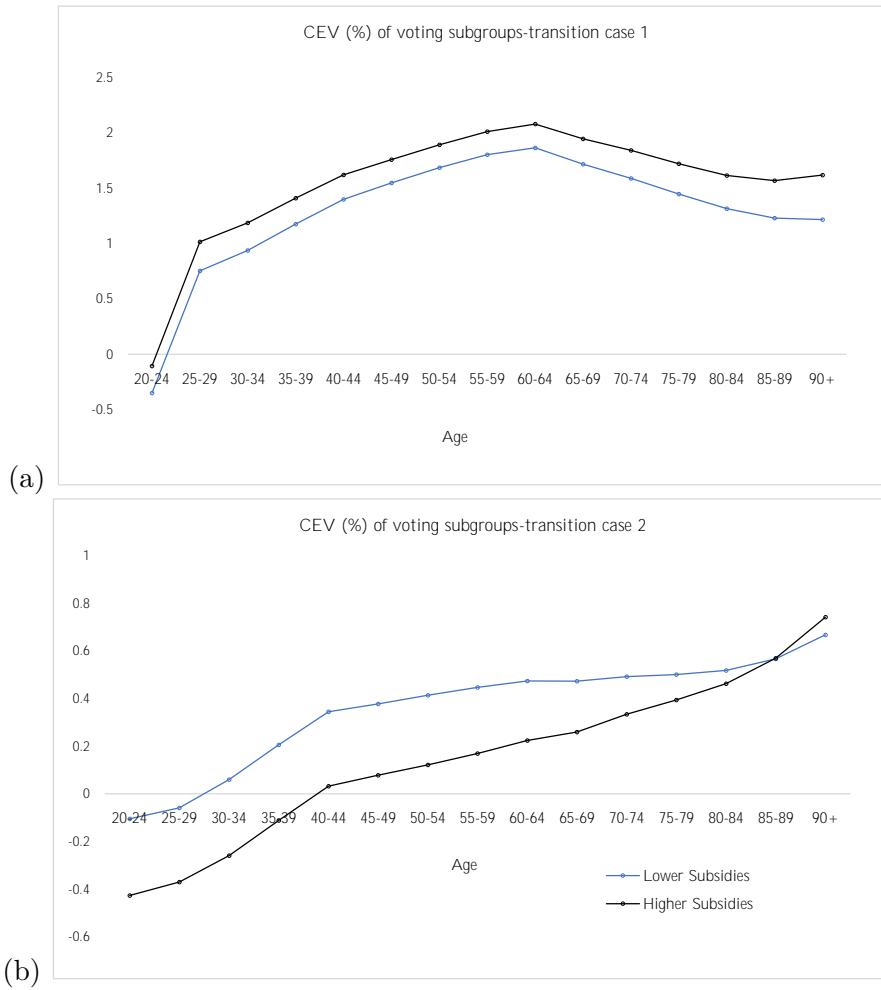 CEV (%) of voting subgroups-transition case 1
2.5
2
1.5
1
0.5
0
20-24 25-29 30-34 35-39 40-44 45-49 50-54 55-59 60-64 65-69 70-74 75-79 80-84 85-89 90+
-0.5
Age
(a)
CEV (%) of voting subgroups-transition case 2
1
0.8
0.6
0.4
0.2
0
20-24 25-29 30-34 35-39 40-44 45-49 50-54 55-59 60-64 65-69 70-74 75-79 80-84 85-89 90+
-0.2
Age
Lower Subsidies
-0.4
Higher Subsidies
-0.6
(b)